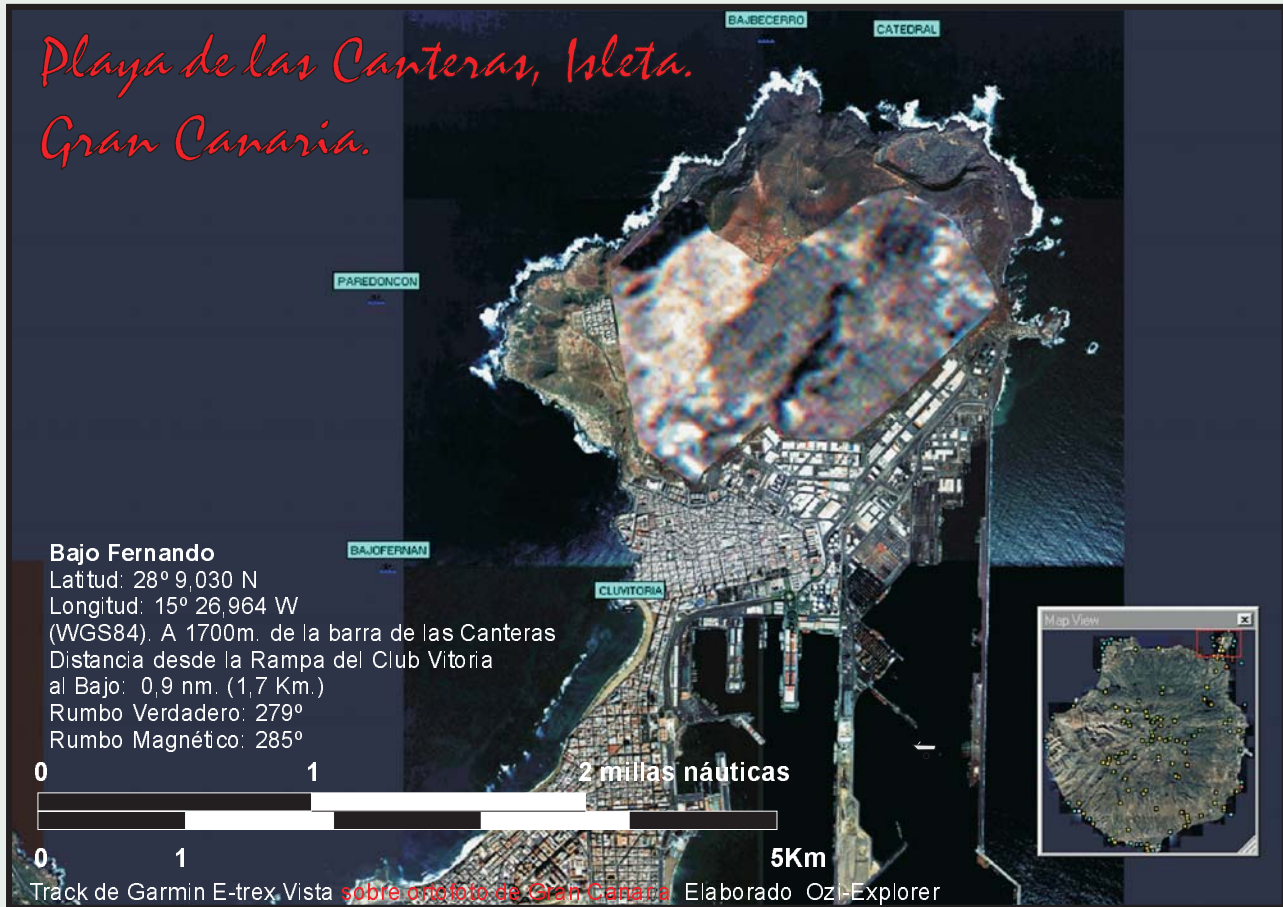 Playa de las Canteras, Isleta.
Gran Canaria.
BAJBECERRO
CATEDRAL
PAREDONCON
BAJOFERNAN
CLUVITORIA
Bajo Fernando
Latitud: 28º 9,030 N
Longitud: 15º 26,964 W
(WGS84). A 1700m. de la barra de las Canteras
Distancia desde la Rampa del Club Vitoria
al Bajo: 0,9 nm. (1,7 Km.)
Rumbo Verdadero: 279º
Rumbo Magnético: 285º
Map View
0 1 2 millas náuticas
0 1 5Km
Track de Garmin E-trex Vista sobre ortofoto de Gran Canara. Elaborado Ozi-Explorer